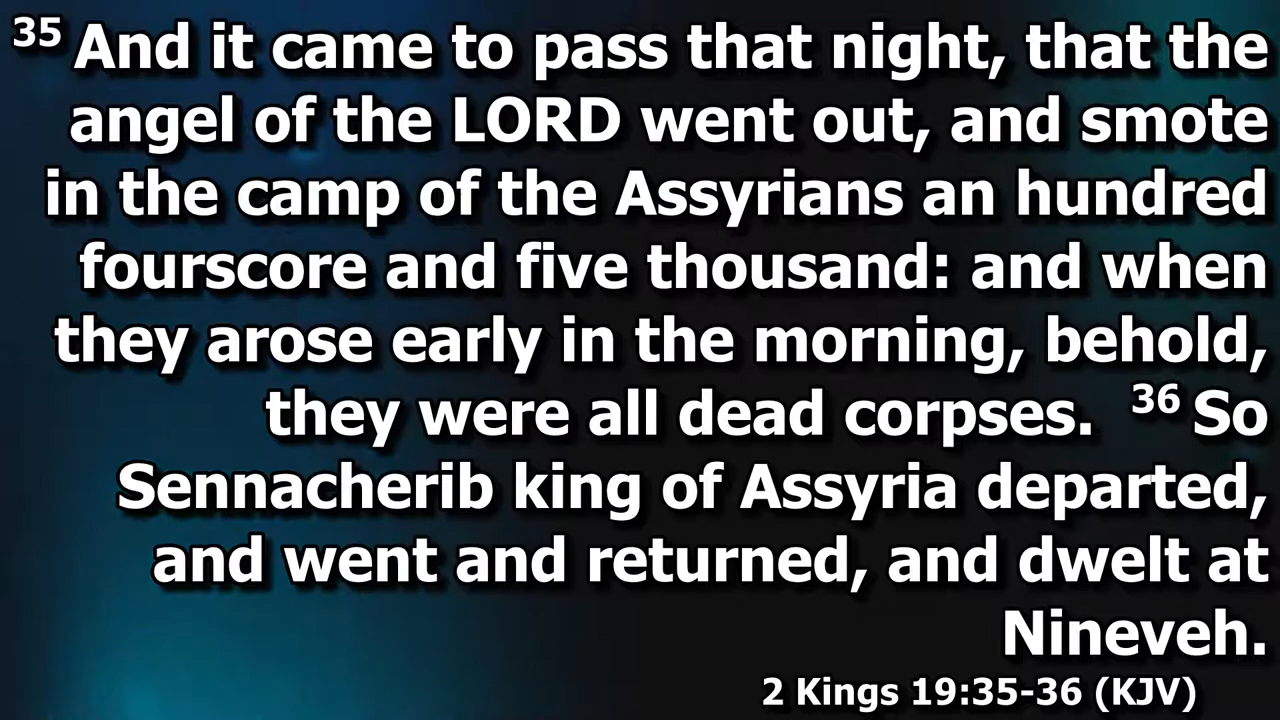 35 And it came to pass that night, that the
angel of the LORD went out, and smote
in the camp of the Assyrians an hundred
fourscore and five thousand: and when
they arose early in the morning, behold,
they were all dead corpses. 36 So
Sennacherib king of Assyria departed,
and went and returned, and dwelt at
Nineveh.
2 Kings 19:35-36 (KJV)